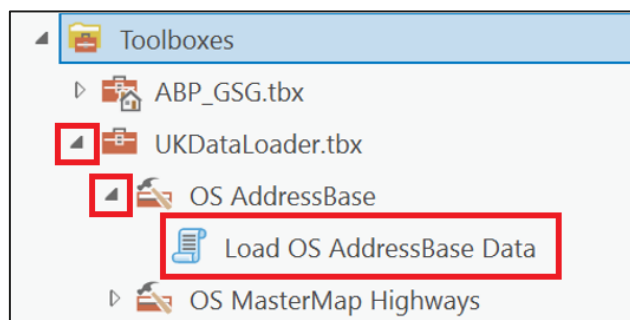 Toolboxes
ABP_GSG.tbx
UKDataLoader.tbx
OS AddressBase
Load OS AddressBase Data
OS MasterMap Highways